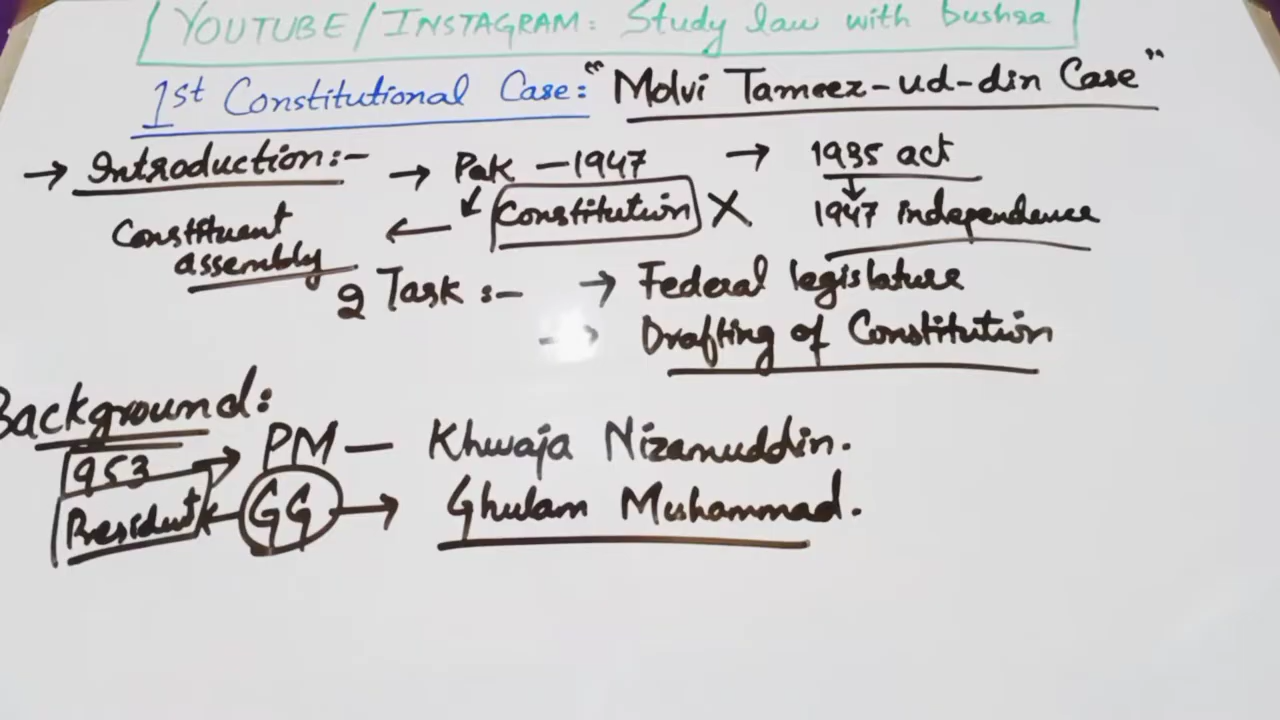 YOUTUBE/INSTAGRAM: Study law with bushra
1st Constitutional Case: "Molvi Tameez-ud-din Case"
→ Introduction:- → Pak – 1947 → 1935 act
Constituent assembly ← Constitution X 1947 independence
2 Task :- → Federal legislature
→ Drafting of Constitution
Background:
1953 → PM – Khwaja Nizamuddin.
President ← GG → Ghulam Muhammad.